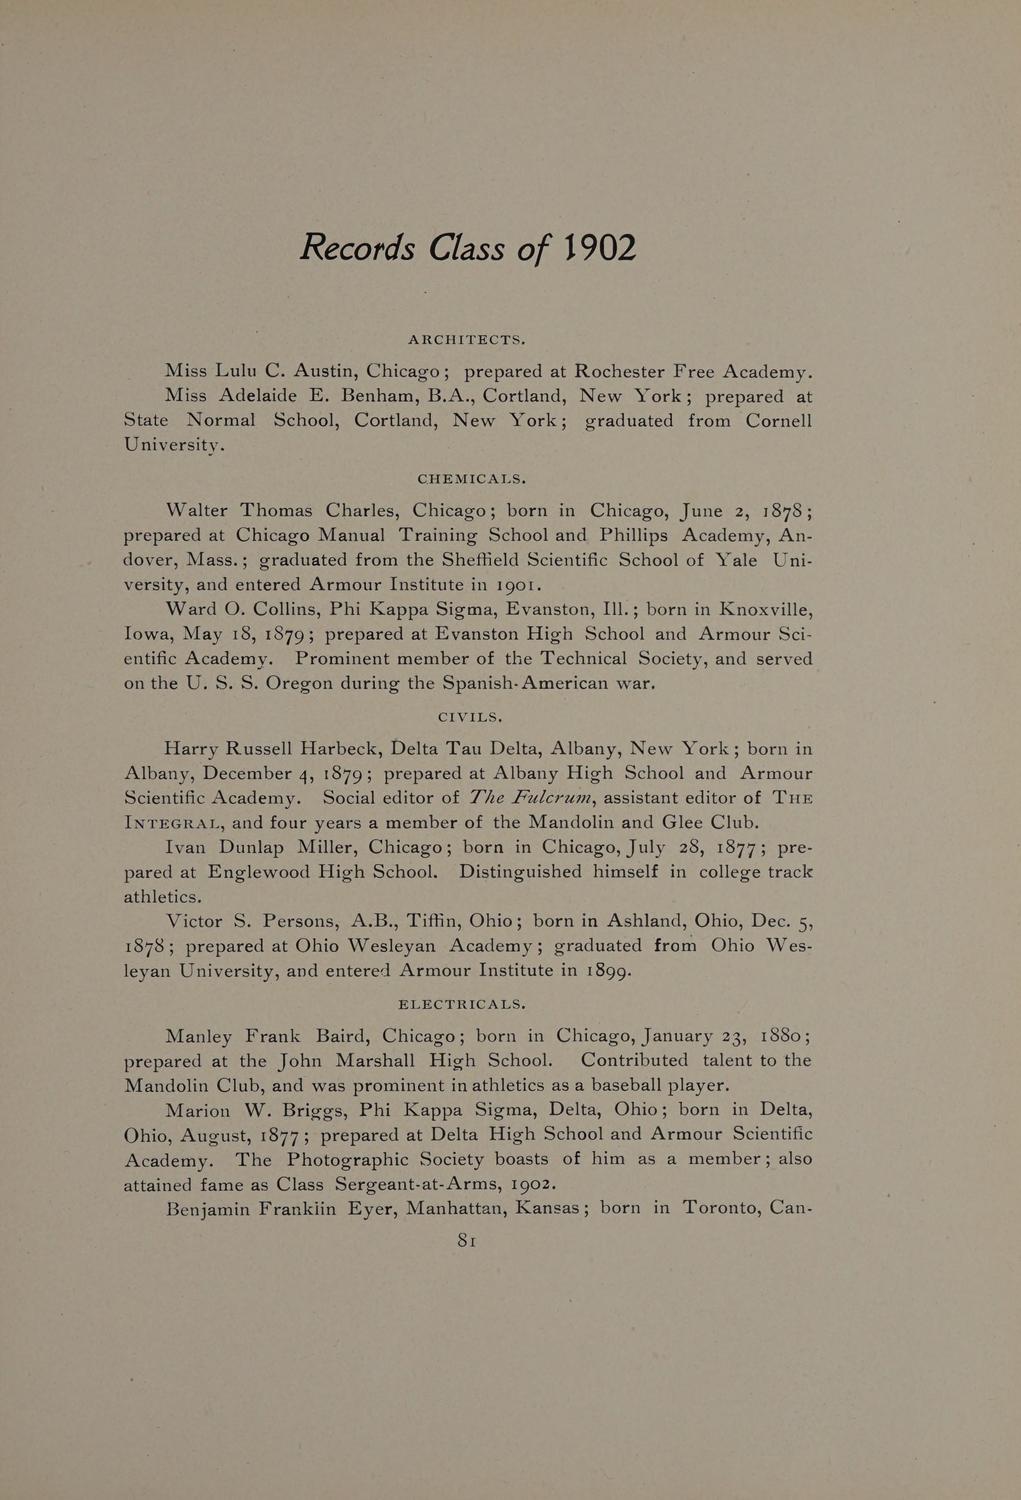 Records Class of 1902
ARCHITECTS.
Miss Lulu C. Austin, Chicago; prepared at Rochester Free Academy.
Miss Adelaide E. Benham, B.A., Cortland, New York; prepared at
State Normal School, Cortland, New York; graduated from Cornell
University.
CHEMICALS.
Walter Thomas Charles, Chicago; born in Chicago, June 2, 1878;
prepared at Chicago Manual Training School and Phillips Academy, An-
dover, Mass.; graduated from the Sheffield Scientific School of Yale Uni-
versity, and entered Armour Institute in 1901.
Ward O. Collins, Phi Kappa Sigma, Evanston, Ill.; born in Knoxville,
Iowa, May 18, 1879; prepared at Evanston High School and Armour Sci-
entific Academy. Prominent member of the Technical Society, and served
on the U. S. S. Oregon during the Spanish-American war.
CIVILS.
Harry Russell Harbeck, Delta Tau Delta, Albany, New York; born in
Albany, December 4, 1879; prepared at Albany High School and Armour
Scientific Academy. Social editor of The Fulcrum, assistant editor of THE
INTEGRAL, and four years a member of the Mandolin and Glee Club.
Ivan Dunlap Miller, Chicago; born in Chicago, July 28, 1877; pre-
pared at Englewood High School. Distinguished himself in college track
athletics.
Victor S. Persons, A.B., Tiffin, Ohio; born in Ashland, Ohio, Dec. 5,
1878; prepared at Ohio Wesleyan Academy; graduated from Ohio Wes-
leyan University, and entered Armour Institute in 1899.
ELECTRICALS.
Manley Frank Baird, Chicago; born in Chicago, January 23, 1880;
prepared at the John Marshall High School. Contributed talent to the
Mandolin Club, and was prominent in athletics as a baseball player.
Marion W. Briggs, Phi Kappa Sigma, Delta, Ohio; born in Delta,
Ohio, August, 1877; prepared at Delta High School and Armour Scientific
Academy. The Photographic Society boasts of him as a member; also
attained fame as Class Sergeant-at-Arms, 1902.
Benjamin Frankiin Eyer, Manhattan, Kansas; born in Toronto, Can-
81